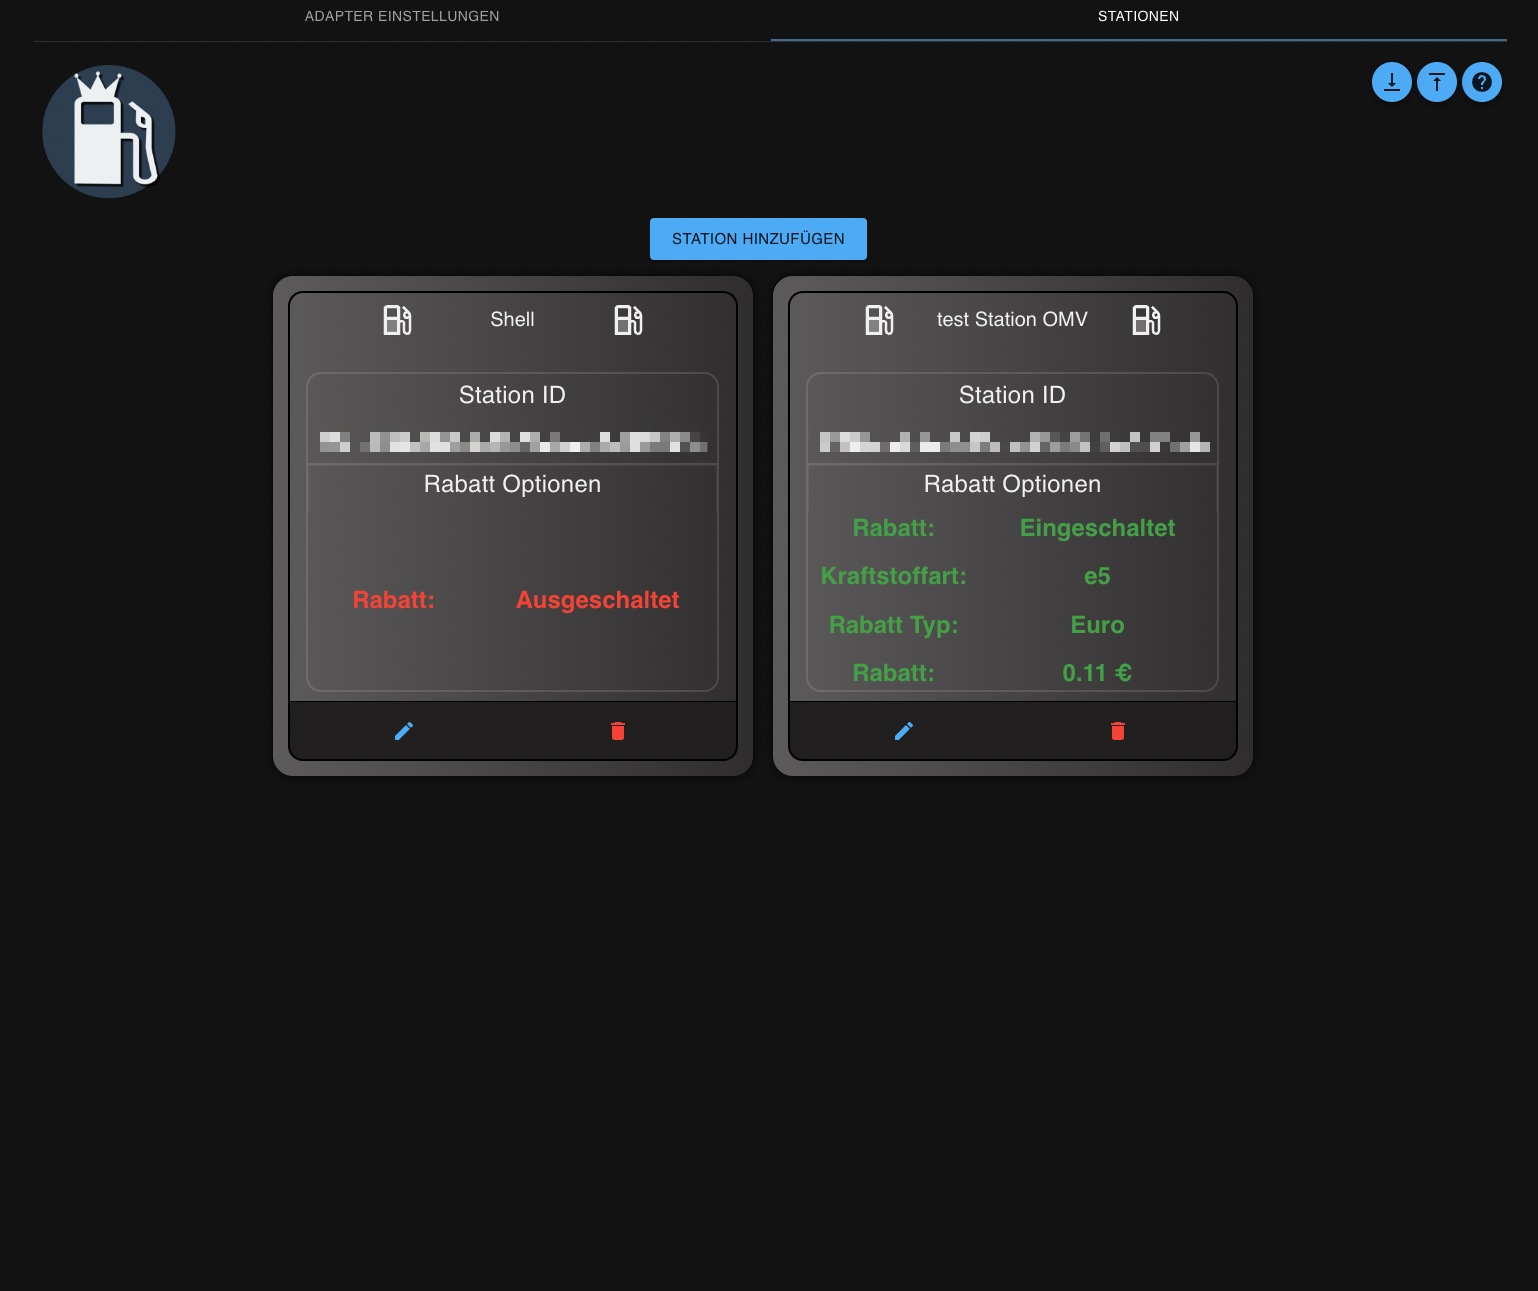 ADAPTER EINSTELLUNGEN
STATIONEN
STATION HINZUFÜGEN
Shell
Station ID
Rabatt Optionen
Rabatt: Ausgeschaltet
test Station OMV
Station ID
Rabatt Optionen
Rabatt: Eingeschaltet
Kraftstoffart: e5
Rabatt Typ: Euro
Rabatt: 0.11 €